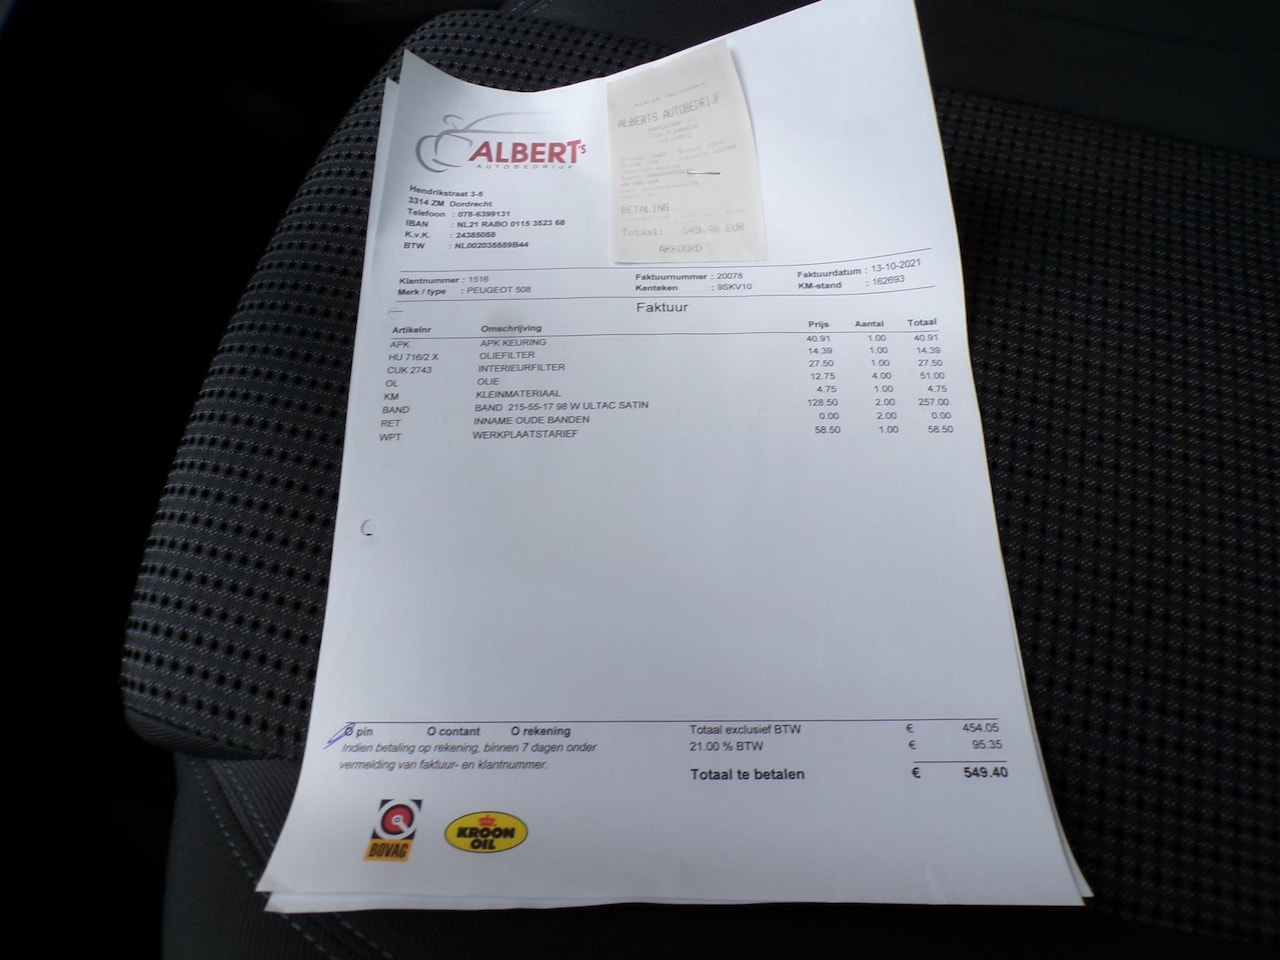 ALBERT's
AUTOBEDRIJF
Hendrikstraat 3-5
3314 ZM Dordrecht
Telefoon : 078-6399131
IBAN : NL21 RABO 0115 3523 68
K.v.K. : 24385058
BTW : NL002035559B44
ALBERTS AUTOBEDRIJF
BETALING
Totaal: 549.40 EUR
AKKOORD
Klantnummer : 1516 Faktuurnummer : 20078 Faktuurdatum : 13-10-2021
Merk / type : PEUGEOT 508 Kenteken : 9SKV10 KM-stand : 162693
Faktuur
Artikelnr Omschrijving Prijs Aantal Totaal
APK APK KEURING 40.91 1.00 40.91
HU 716/2 X OLIEFILTER 14.39 1.00 14.39
CUK 2743 INTERIEURFILTER 27.50 1.00 27.50
OL OLIE 12.75 4.00 51.00
KM KLEINMATERIAAL 4.75 1.00 4.75
BAND BAND 215-55-17 98 W ULTAC SATIN 128.50 2.00 257.00
RET INNAME OUDE BANDEN 0.00 2.00 0.00
WPT WERKPLAATSTARIEF 58.50 1.00 58.50
O pin O contant O rekening Totaal exclusief BTW € 454.05
Indien betaling op rekening, binnen 7 dagen onder 21.00 % BTW € 95.35
vermelding van faktuur- en klantnummer. Totaal te betalen € 549.40
BOVAG
KROON
OIL